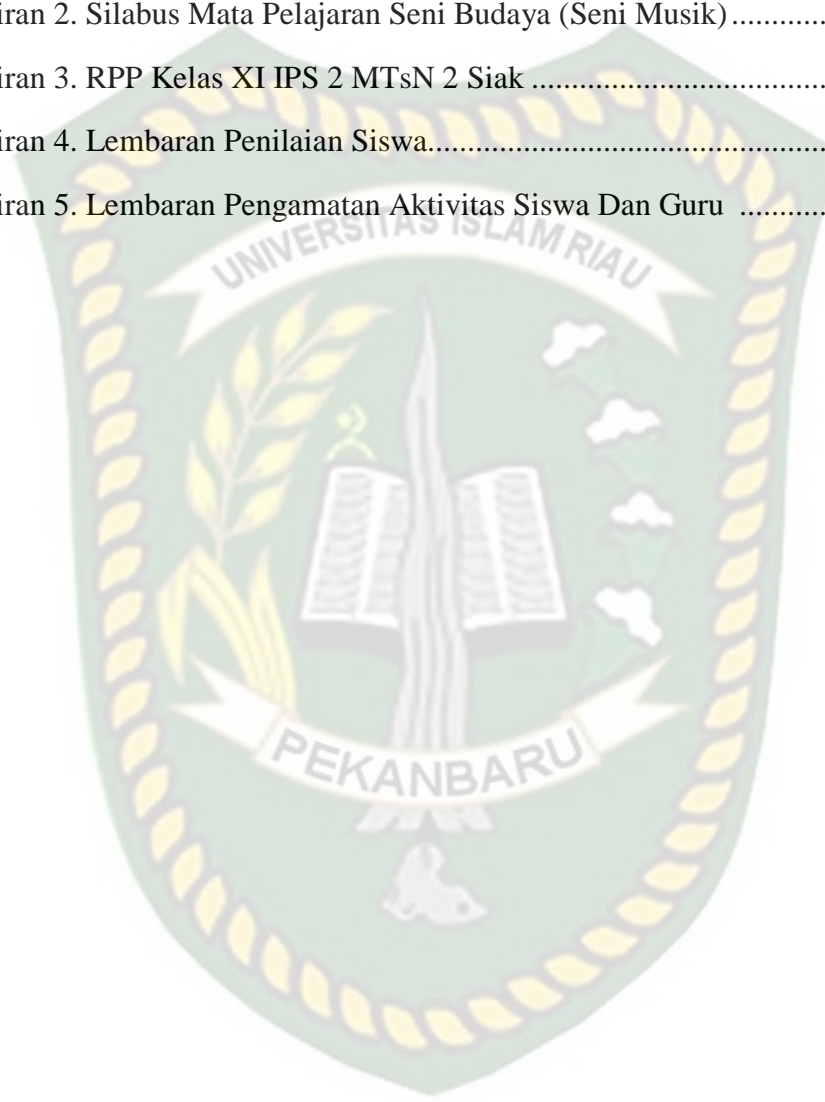 iran 2. Silabus Mata Pelajaran Seni Budaya (Seni Musik)............
iran 3. RPP Kelas XI IPS 2 MTsN 2 Siak ....................................
iran 4. Lembaran Penilaian Siswa.................................................
iran 5. Lembaran Pengamatan Aktivitas Siswa Dan Guru ...........
UNIVERSITAS ISLAM RIAU
PEKANBARU